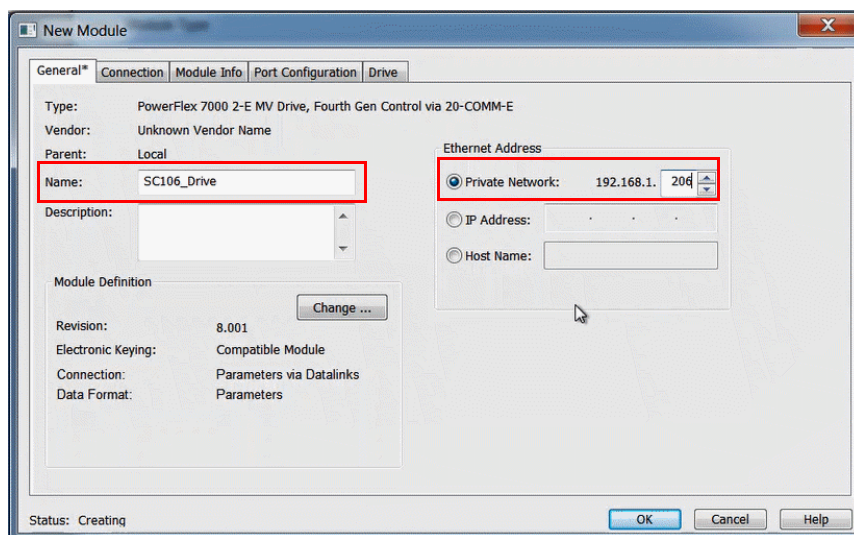 New Module
General* Connection Module Info Port Configuration Drive
Type: PowerFlex 7000 2-E MV Drive, Fourth Gen Control via 20-COMM-E
Vendor: Unknown Vendor Name
Parent: Local
Name: SC106_Drive
Description:
Ethernet Address
Private Network: 192.168.1. 206
IP Address: . . .
Host Name:
Module Definition
Change ...
Revision: 8.001
Electronic Keying: Compatible Module
Connection: Parameters via Datalinks
Data Format: Parameters
Status: Creating
OK Cancel Help